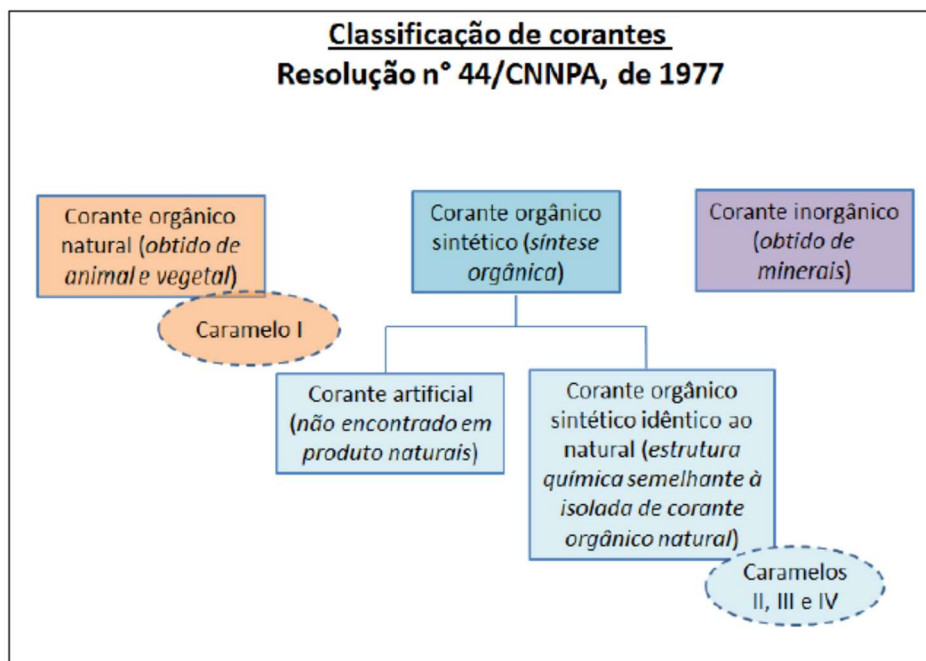 Classificação de corantes
Resolução n° 44/CNNPA, de 1977
Corante orgânico
natural (obtido de
animal e vegetal)
Caramelo I
Corante orgânico
sintético (síntese
orgânica)
Corante inorgânico
(obtido de
minerais)
Corante artificial
(não encontrado em
produto naturais)
Corante orgânico
sintético idêntico ao
natural (estrutura
química semelhante à
isolada de corante
orgânico natural)
Caramelos
II, III e IV